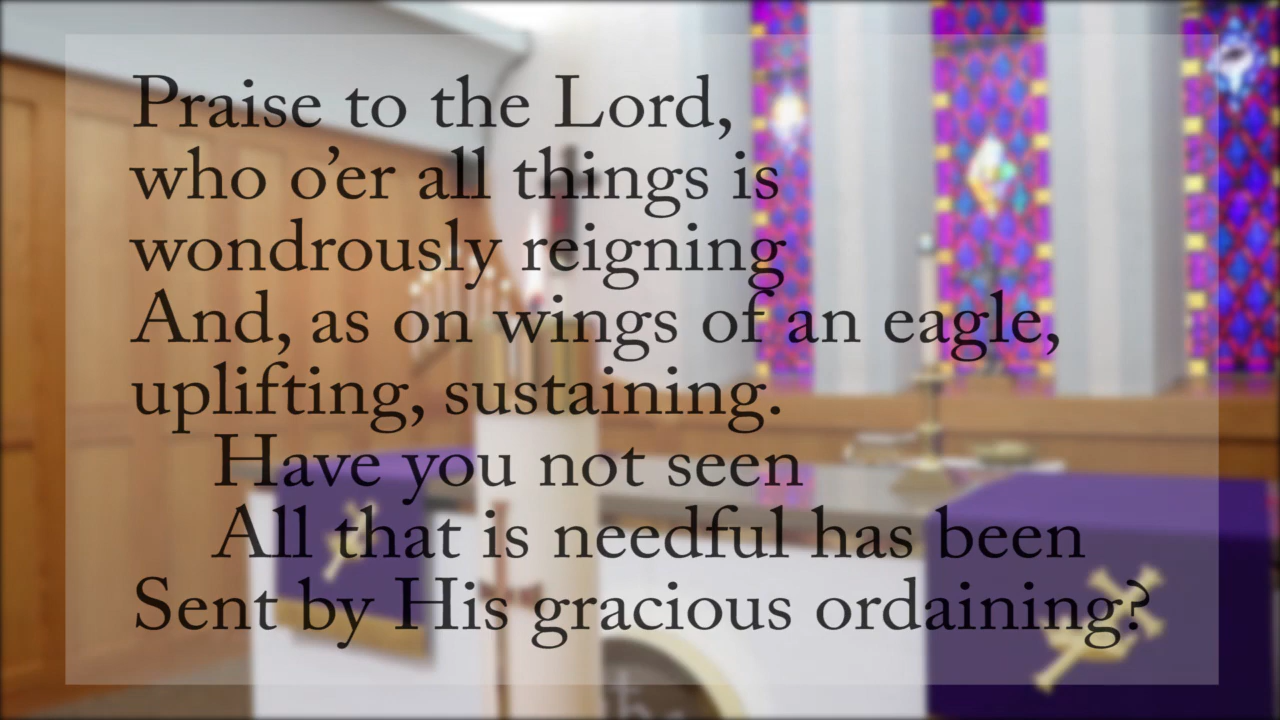 Praise to the Lord,
who o’er all things is
wondrously reigning
And, as on wings of an eagle,
uplifting, sustaining.
Have you not seen
All that is needful has been
Sent by His gracious ordaining?